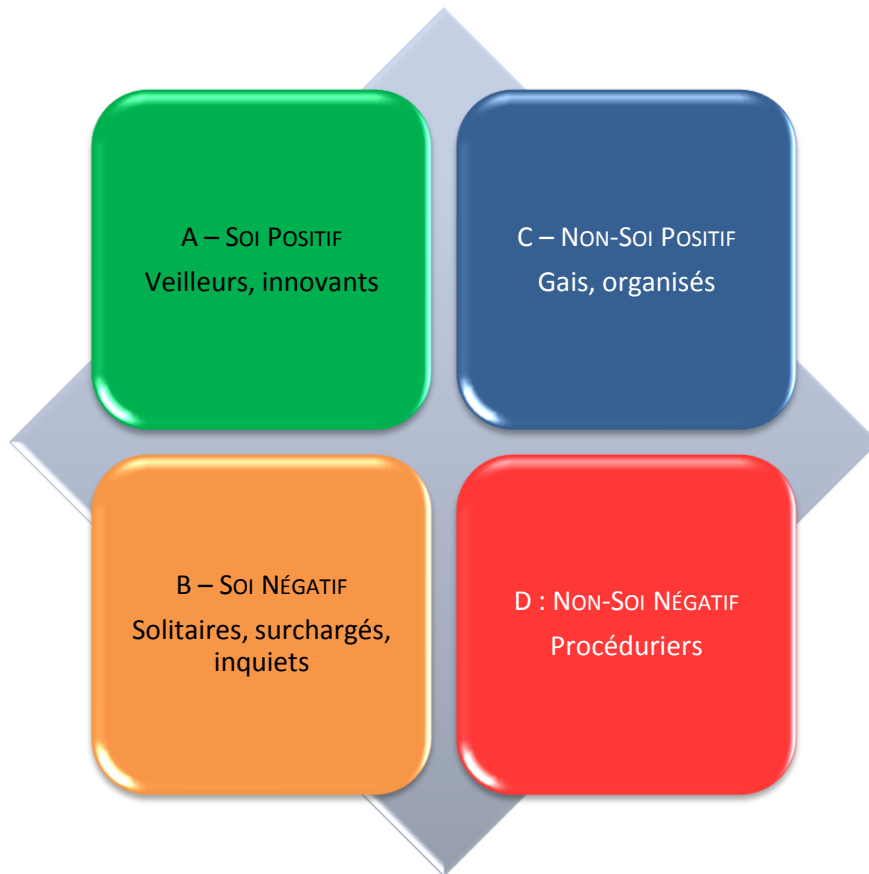 A – SOI POSITIF
Veilleurs, innovants
C – NON-SOI POSITIF
Gais, organisés
B – SOI NÉGATIF
Solitaires, surchargés,
inquiets
D : NON-SOI NÉGATIF
Procéduriers